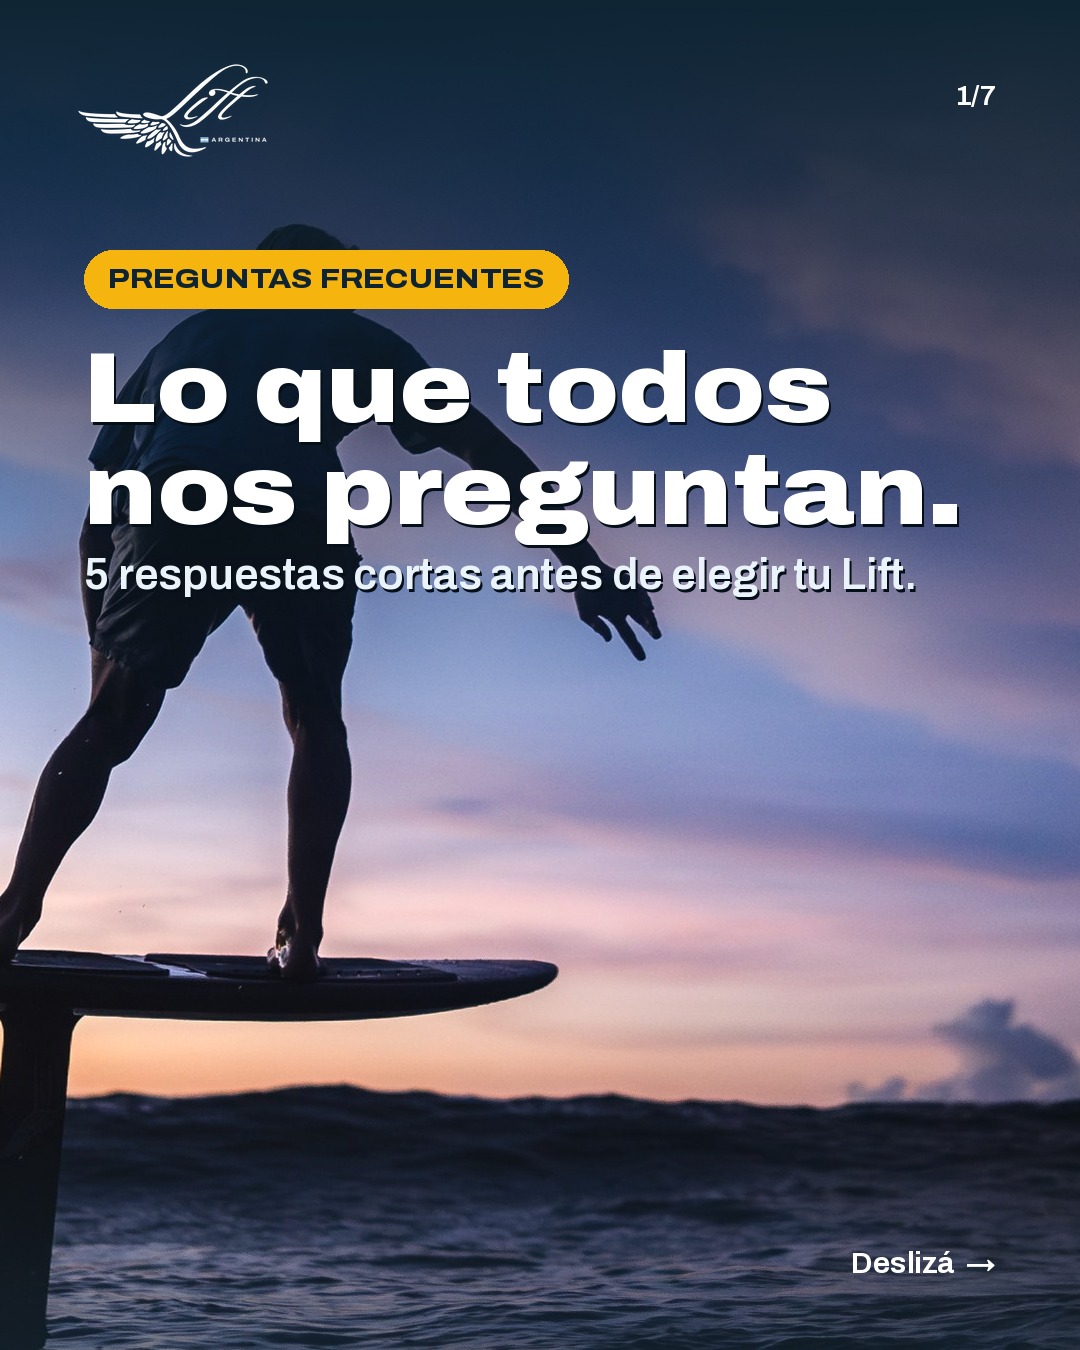 Lift
ARGENTINA
1/7
PREGUNTAS FRECUENTES
Lo que todos
nos preguntan.
5 respuestas cortas antes de elegir tu Lift.
Deslizá →